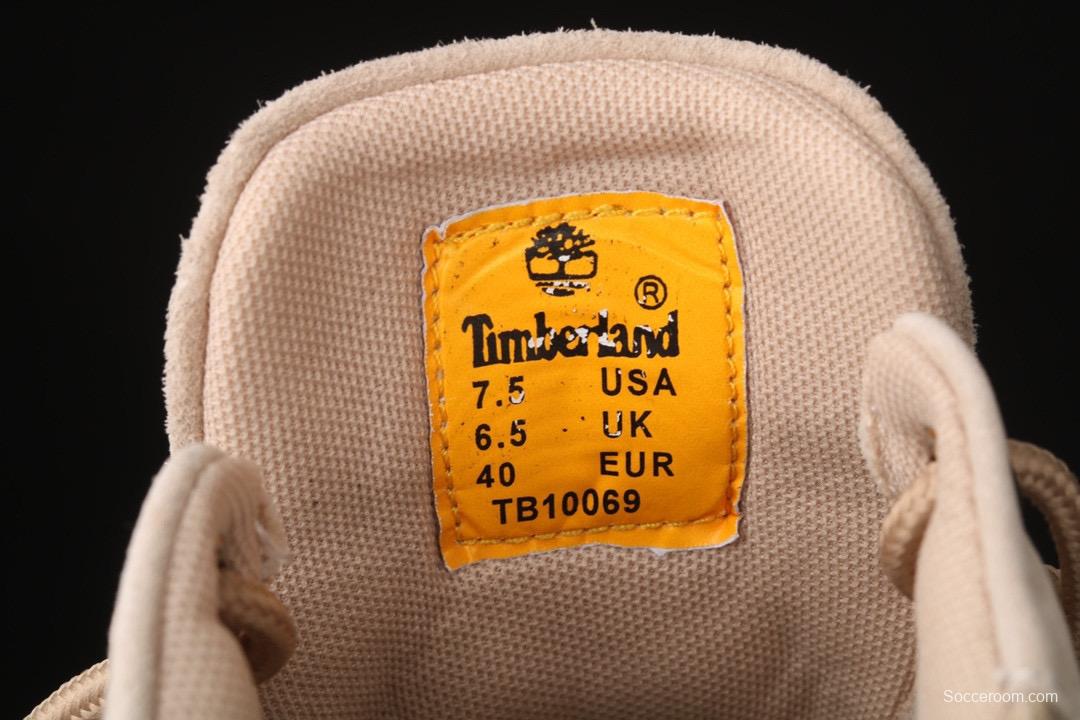 ®
Timberland
7.5 USA
6.5 UK
40 EUR
TB10069
Socceroom.com